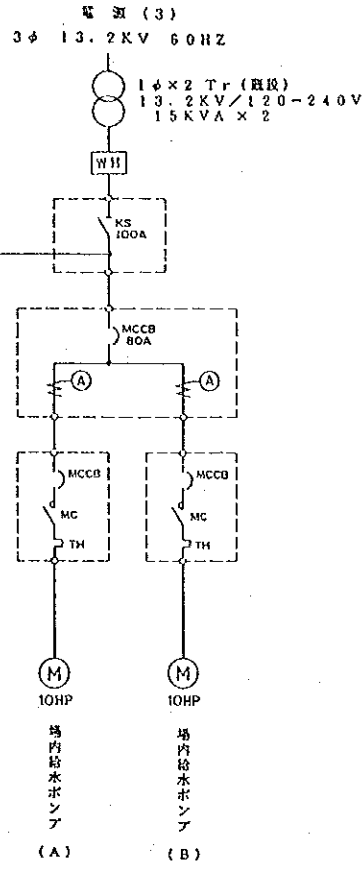 電源 (3)
3φ 13.2KV 60HZ
1φ×2 Tr (既設)
13.2KV/120-240V
15KVA × 2
WH
KS
100A
MCCB
80A
A
A
MCCB
MC
TH
MCCB
MC
TH
M
M
10HP
10HP
場内給水ポンプ
(A)
場内給水ポンプ
(B)